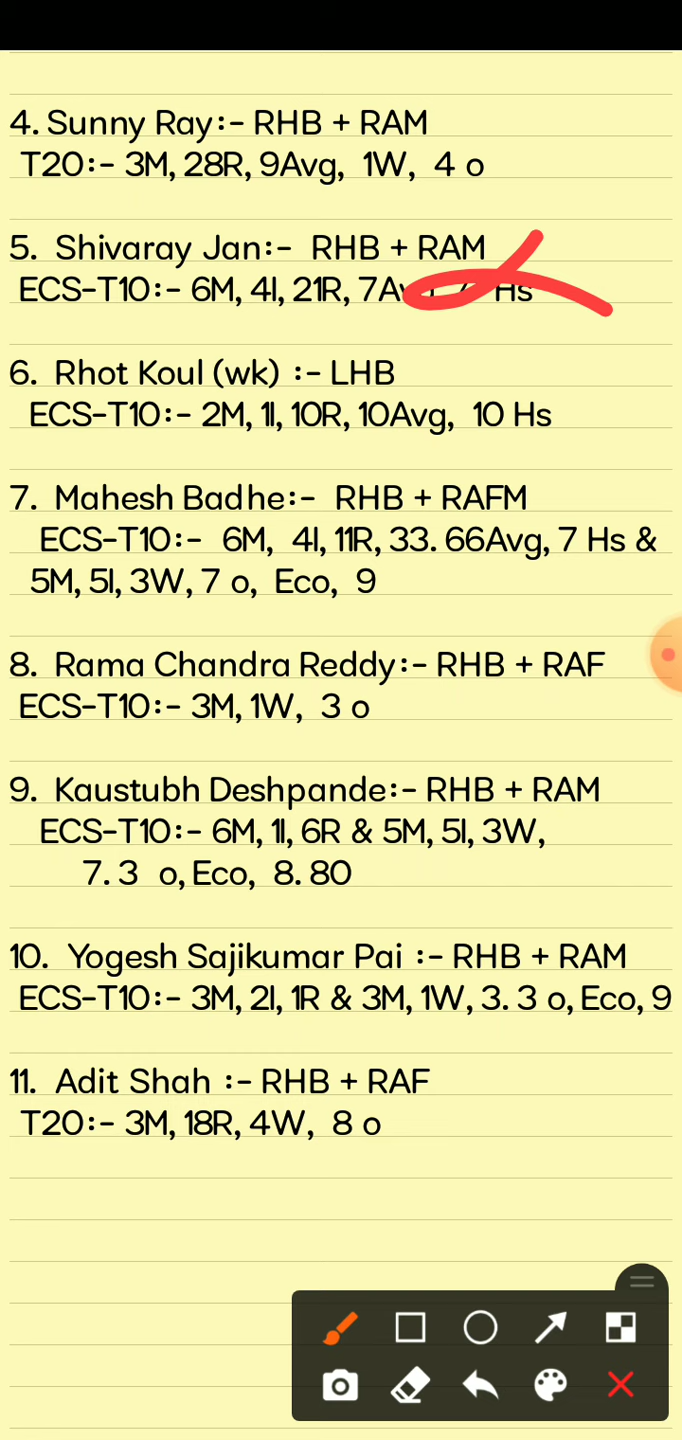 4. Sunny Ray:- RHB + RAM
T20:- 3M, 28R, 9Avg, 1W, 4 o
5. Shivaray Jan:- RHB + RAM
ECS-T10:- 6M, 4I, 21R, Hs
6. Rhot Koul (wk) :- LHB
ECS-T10:- 2M, 1I, 10R, 10Avg, 10 Hs
7. Mahesh Badhe:- RHB + RAFM
ECS-T10:- 6M, 4I, 11R, 33.66Avg, 7 Hs &
5M, 5I, 3W, 7 o, Eco, 9
8. Rama Chandra Reddy:- RHB + RAF
ECS-T10:- 3M, 1W, 3 o
9. Kaustubh Deshpande:- RHB + RAM
ECS-T10:- 6M, 1I, 6R & 5M, 5I, 3W,
7.3 o, Eco, 8.80
10. Yogesh Sajikumar Pai :- RHB + RAM
ECS-T10:- 3M, 2I, 1R & 3M, 1W, 3.3 o, Eco, 9
11. Adit Shah :- RHB + RAF
T20:- 3M, 18R, 4W, 8 o